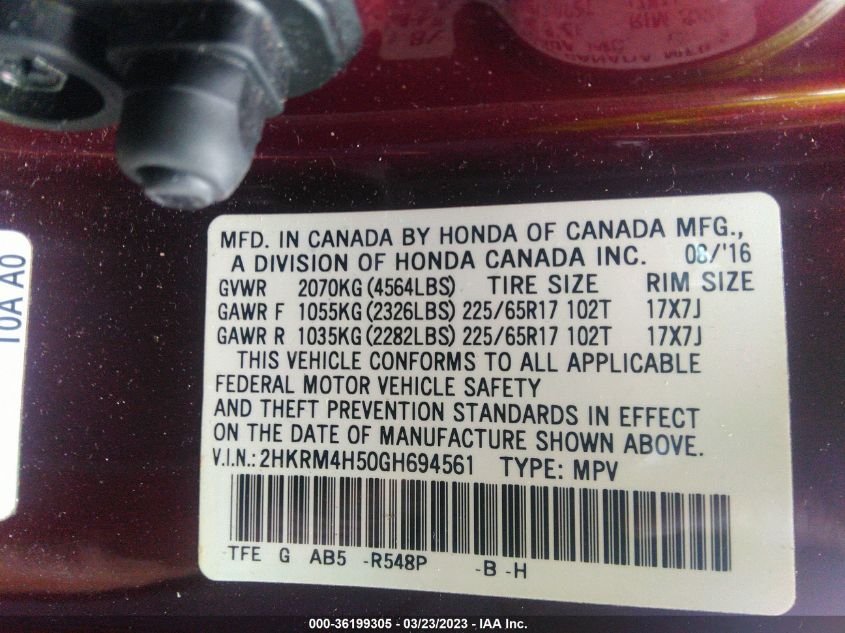 MFD. IN CANADA BY HONDA OF CANADA MFG.,
A DIVISION OF HONDA CANADA INC. 08/'16
GVWR 2070KG (4564LBS) TIRE SIZE RIM SIZE
GAWR F 1055KG (2326LBS) 225/65R17 102T 17X7J
GAWR R 1035KG (2282LBS) 225/65R17 102T 17X7J
THIS VEHICLE CONFORMS TO ALL APPLICABLE
FEDERAL MOTOR VEHICLE SAFETY
AND THEFT PREVENTION STANDARDS IN EFFECT
ON THE DATE OF MANUFACTURE SHOWN ABOVE.
V.I.N.: 2HKRM4H50GH694561 TYPE: MPV
-TFE G AB5 -R548P -B -H
10A A0
000-36199305 - 03/23/2023 - IAA Inc.